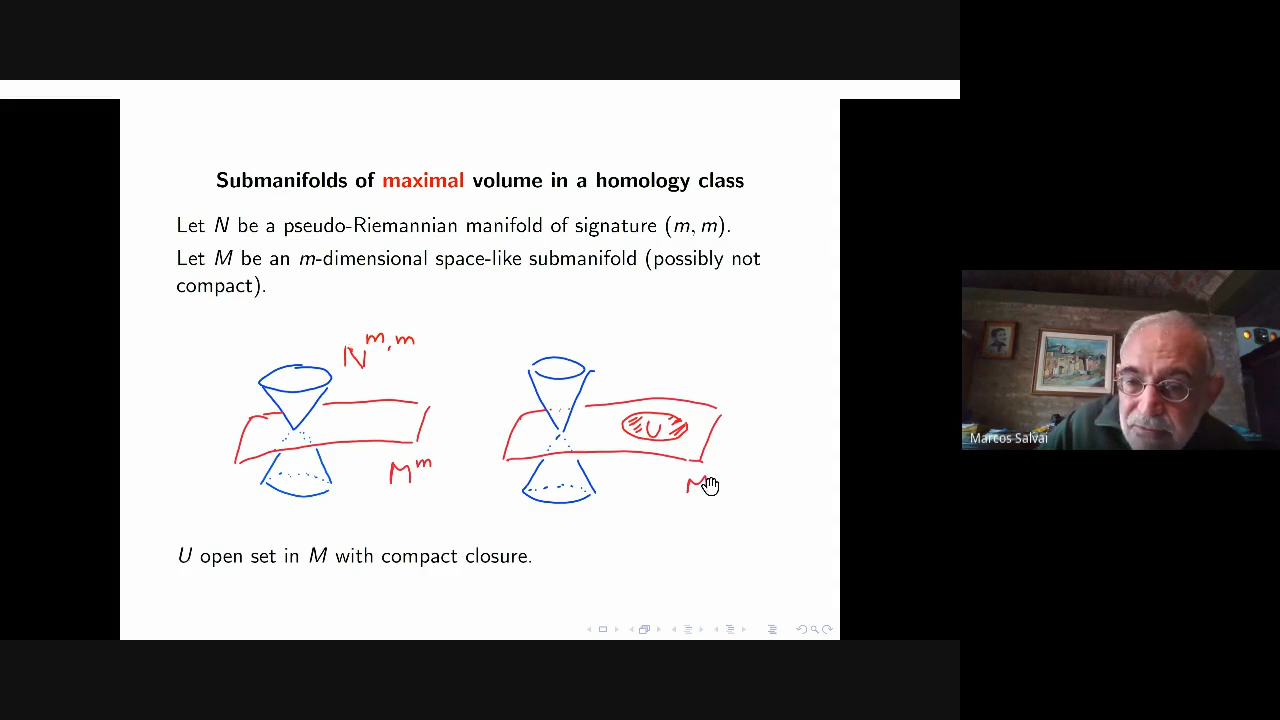 Submanifolds of maximal volume in a homology class
Let N be a pseudo-Riemannian manifold of signature (m, m).
Let M be an m-dimensional space-like submanifold (possibly not
compact).
N^{m,m}
M^m
U
M
U open set in M with compact closure.
Marcos Salvai